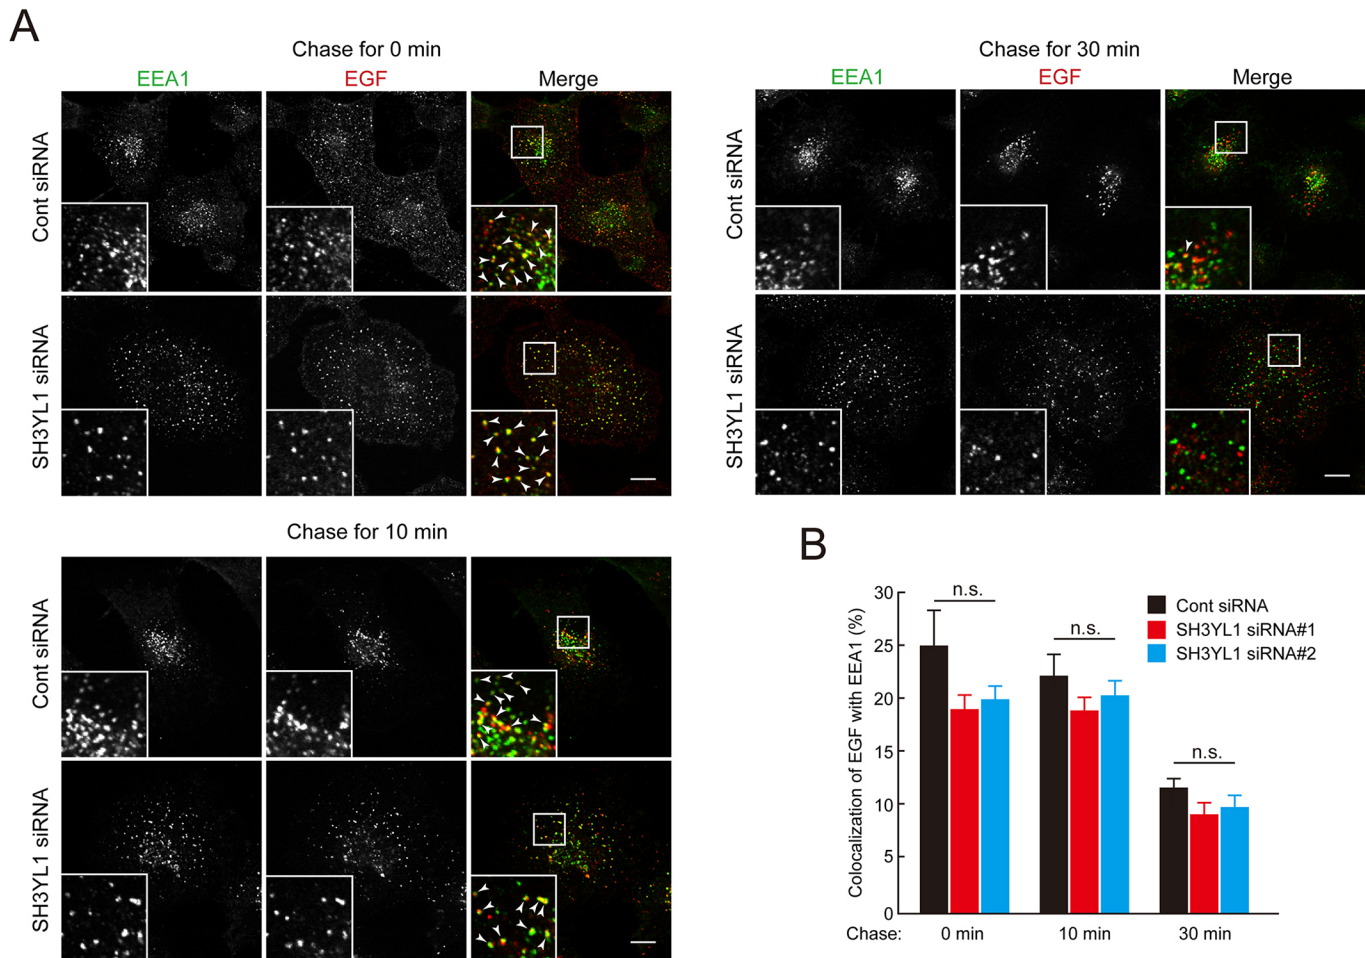 A
Chase for 0 min
EEA1 EGF Merge
Cont siRNA
SH3YL1 siRNA
Chase for 30 min
EEA1 EGF Merge
Cont siRNA
SH3YL1 siRNA
Chase for 10 min
Cont siRNA
SH3YL1 siRNA
B
Colocalization of EGF with EEA1 (%)
30
25
20
15
10
5
0
n.s.
n.s.
n.s.
Cont siRNA
SH3YL1 siRNA#1
SH3YL1 siRNA#2
Chase: 0 min 10 min 30 min